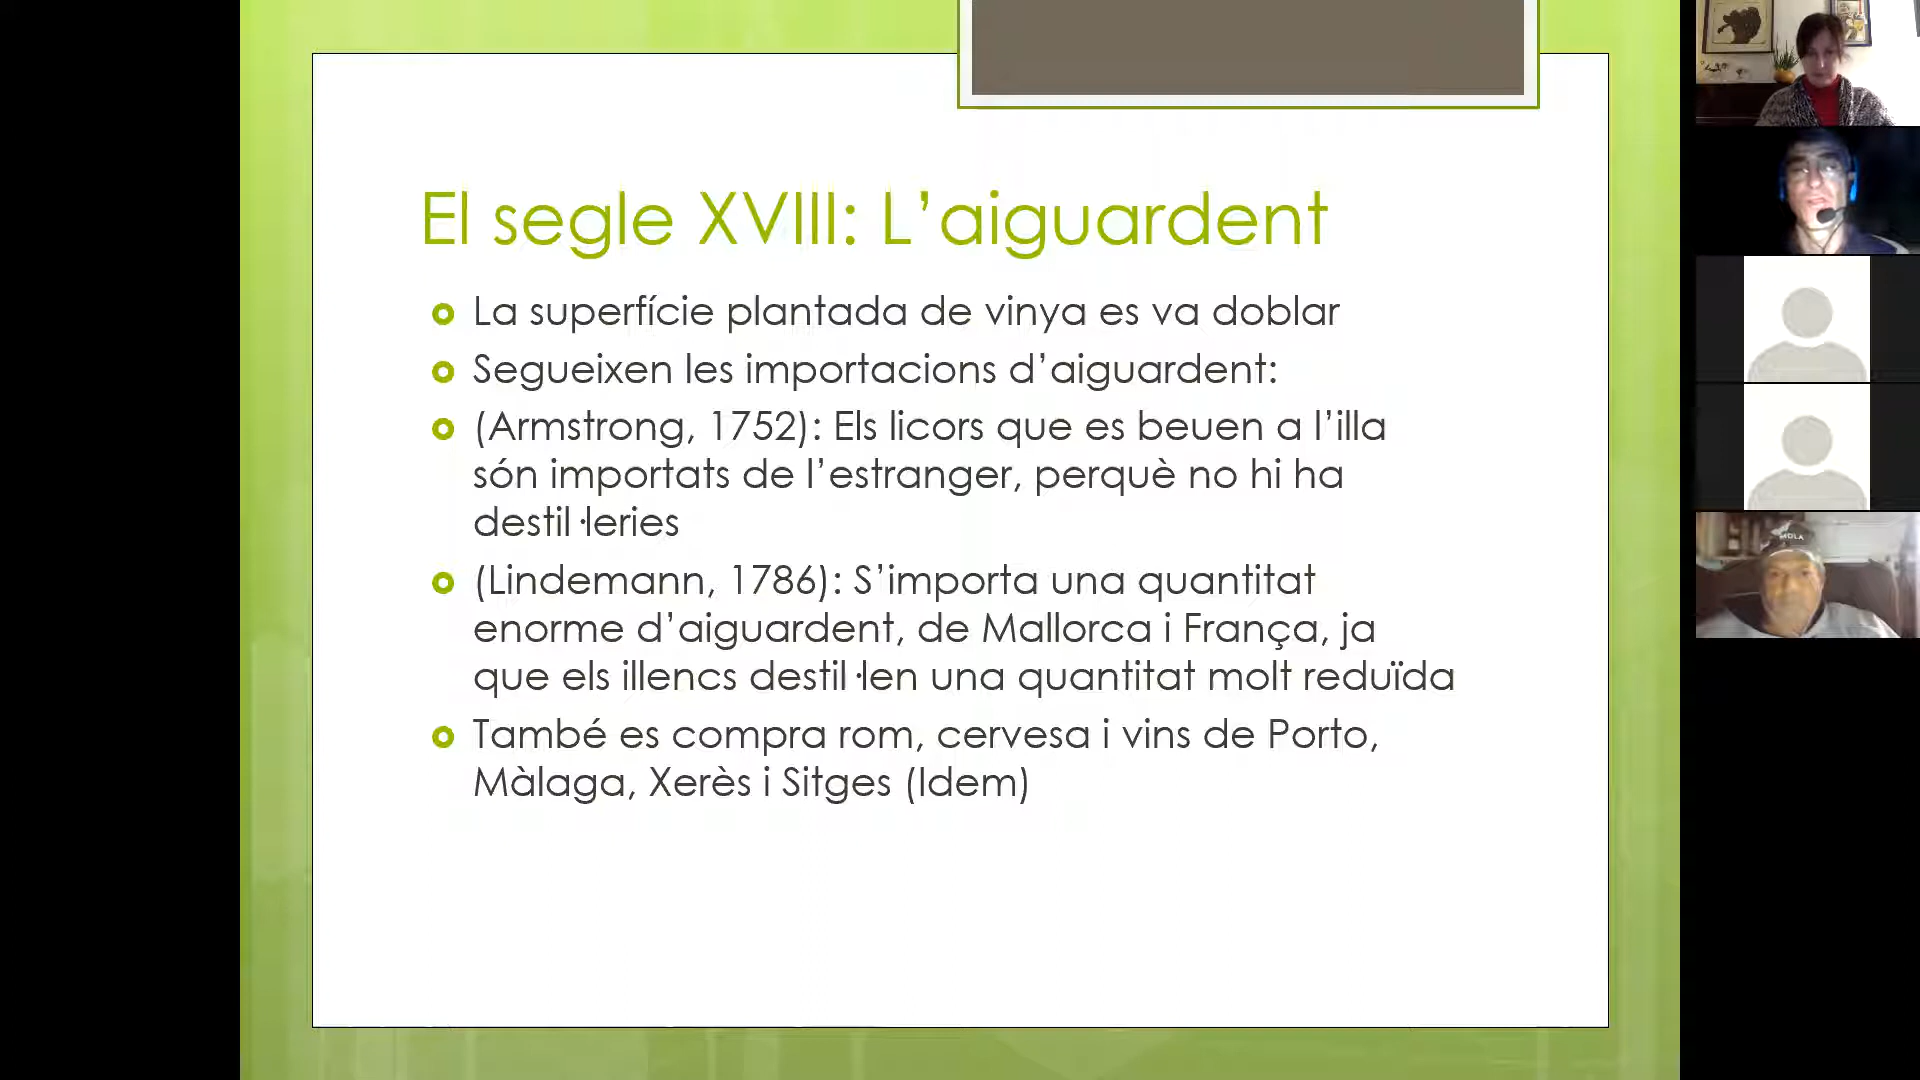 El segle XVIII: L’aiguardent
La superfície plantada de vinya es va doblar
Segueixen les importacions d’aiguardent:
(Armstrong, 1752): Els licors que es beuen a l’illa
són importats de l’estranger, perquè no hi ha
destil·leries
(Lindemann, 1786): S’importa una quantitat
enorme d’aiguardent, de Mallorca i França, ja
que els illencs destil·len una quantitat molt reduïda
També es compra rom, cervesa i vins de Porto,
Màlaga, Xerès i Sitges (Idem)
MOLA